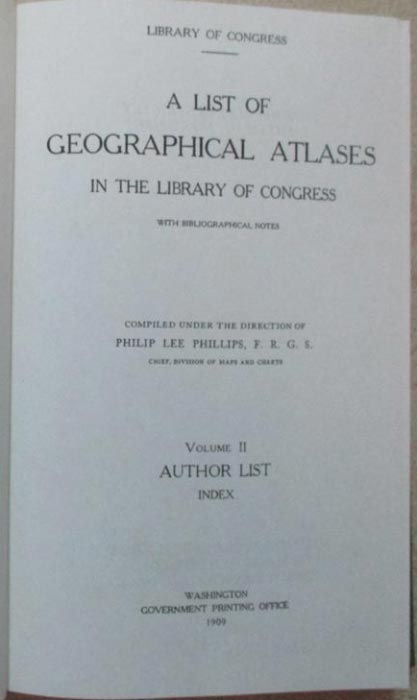 LIBRARY OF CONGRESS
A LIST OF
GEOGRAPHICAL ATLASES
IN THE LIBRARY OF CONGRESS
WITH BIBLIOGRAPHICAL NOTES
COMPILED UNDER THE DIRECTION OF
PHILIP LEE PHILLIPS, F. R. G. S.
CHIEF, DIVISION OF MAPS AND CHARTS
VOLUME II
AUTHOR LIST
INDEX
WASHINGTON
GOVERNMENT PRINTING OFFICE
1909